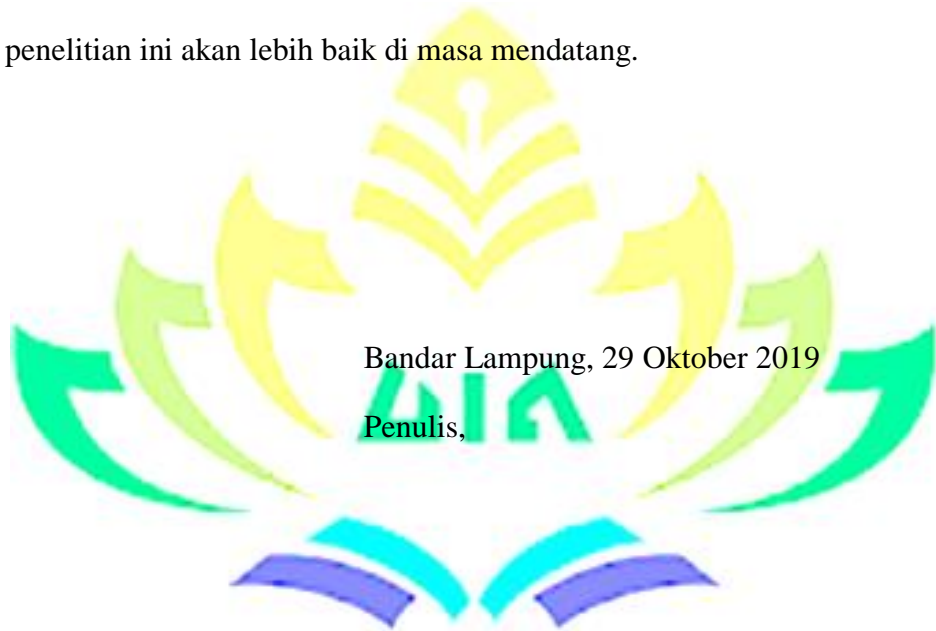 penelitian ini akan lebih baik di masa mendatang.
Bandar Lampung, 29 Oktober 2019
Penulis,